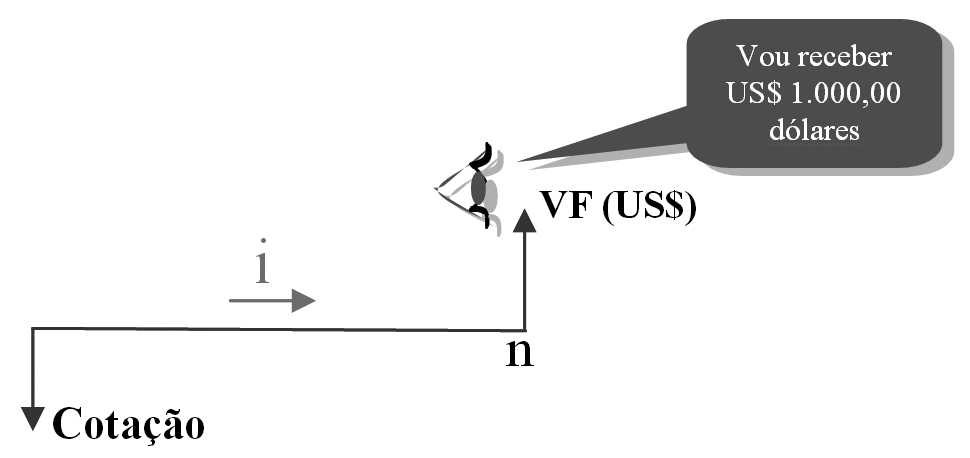 Vou receber
US$ 1.000,00
dólares
VF (US$)
i
n
Cotação